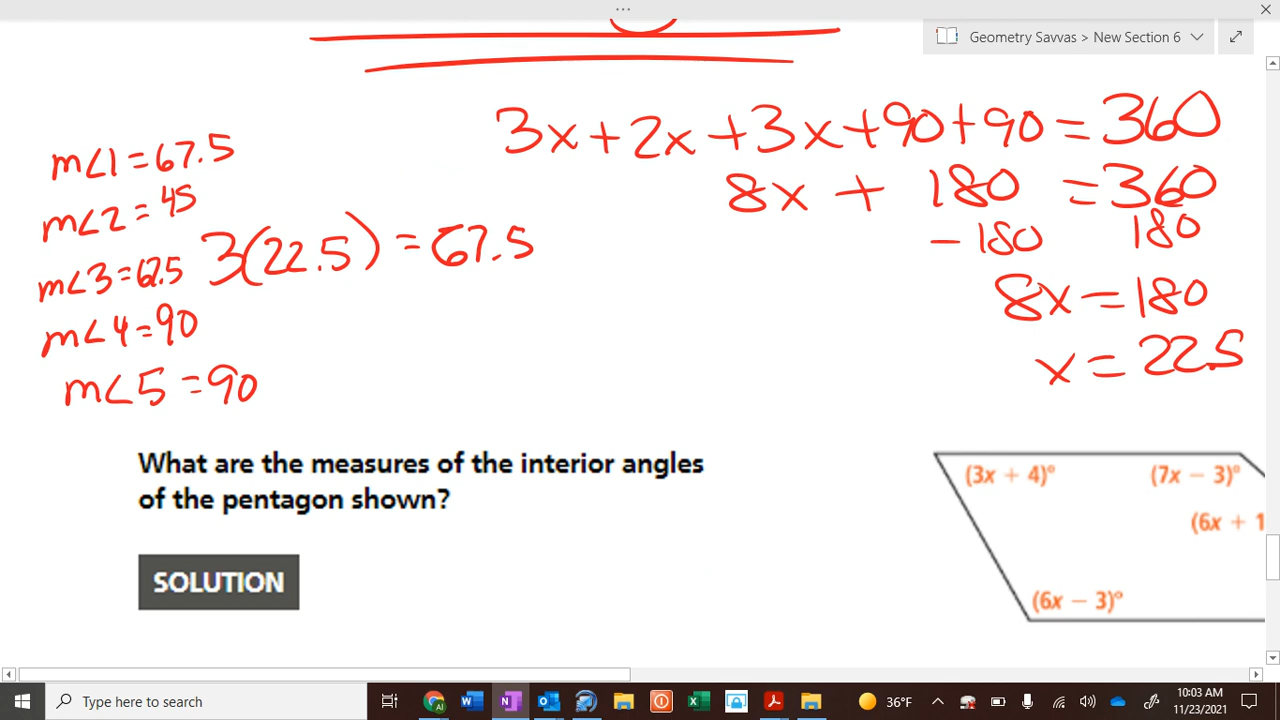 Geometry Savvas > New Section 6
3x + 2x + 3x + 90 + 90 = 360
8x + 180 = 360
- 180 180
8x = 180
x = 22.5
m∠1 = 67.5
m∠2 = 45
m∠3 = 67.5
3(22.5) = 67.5
m∠4 = 90
m∠5 = 90
What are the measures of the interior angles
of the pentagon shown?
SOLUTION
(3x + 4)°
(7x − 3)°
(6x + 1
(6x − 3)°
Type here to search
36°F
10:03 AM
11/23/2021